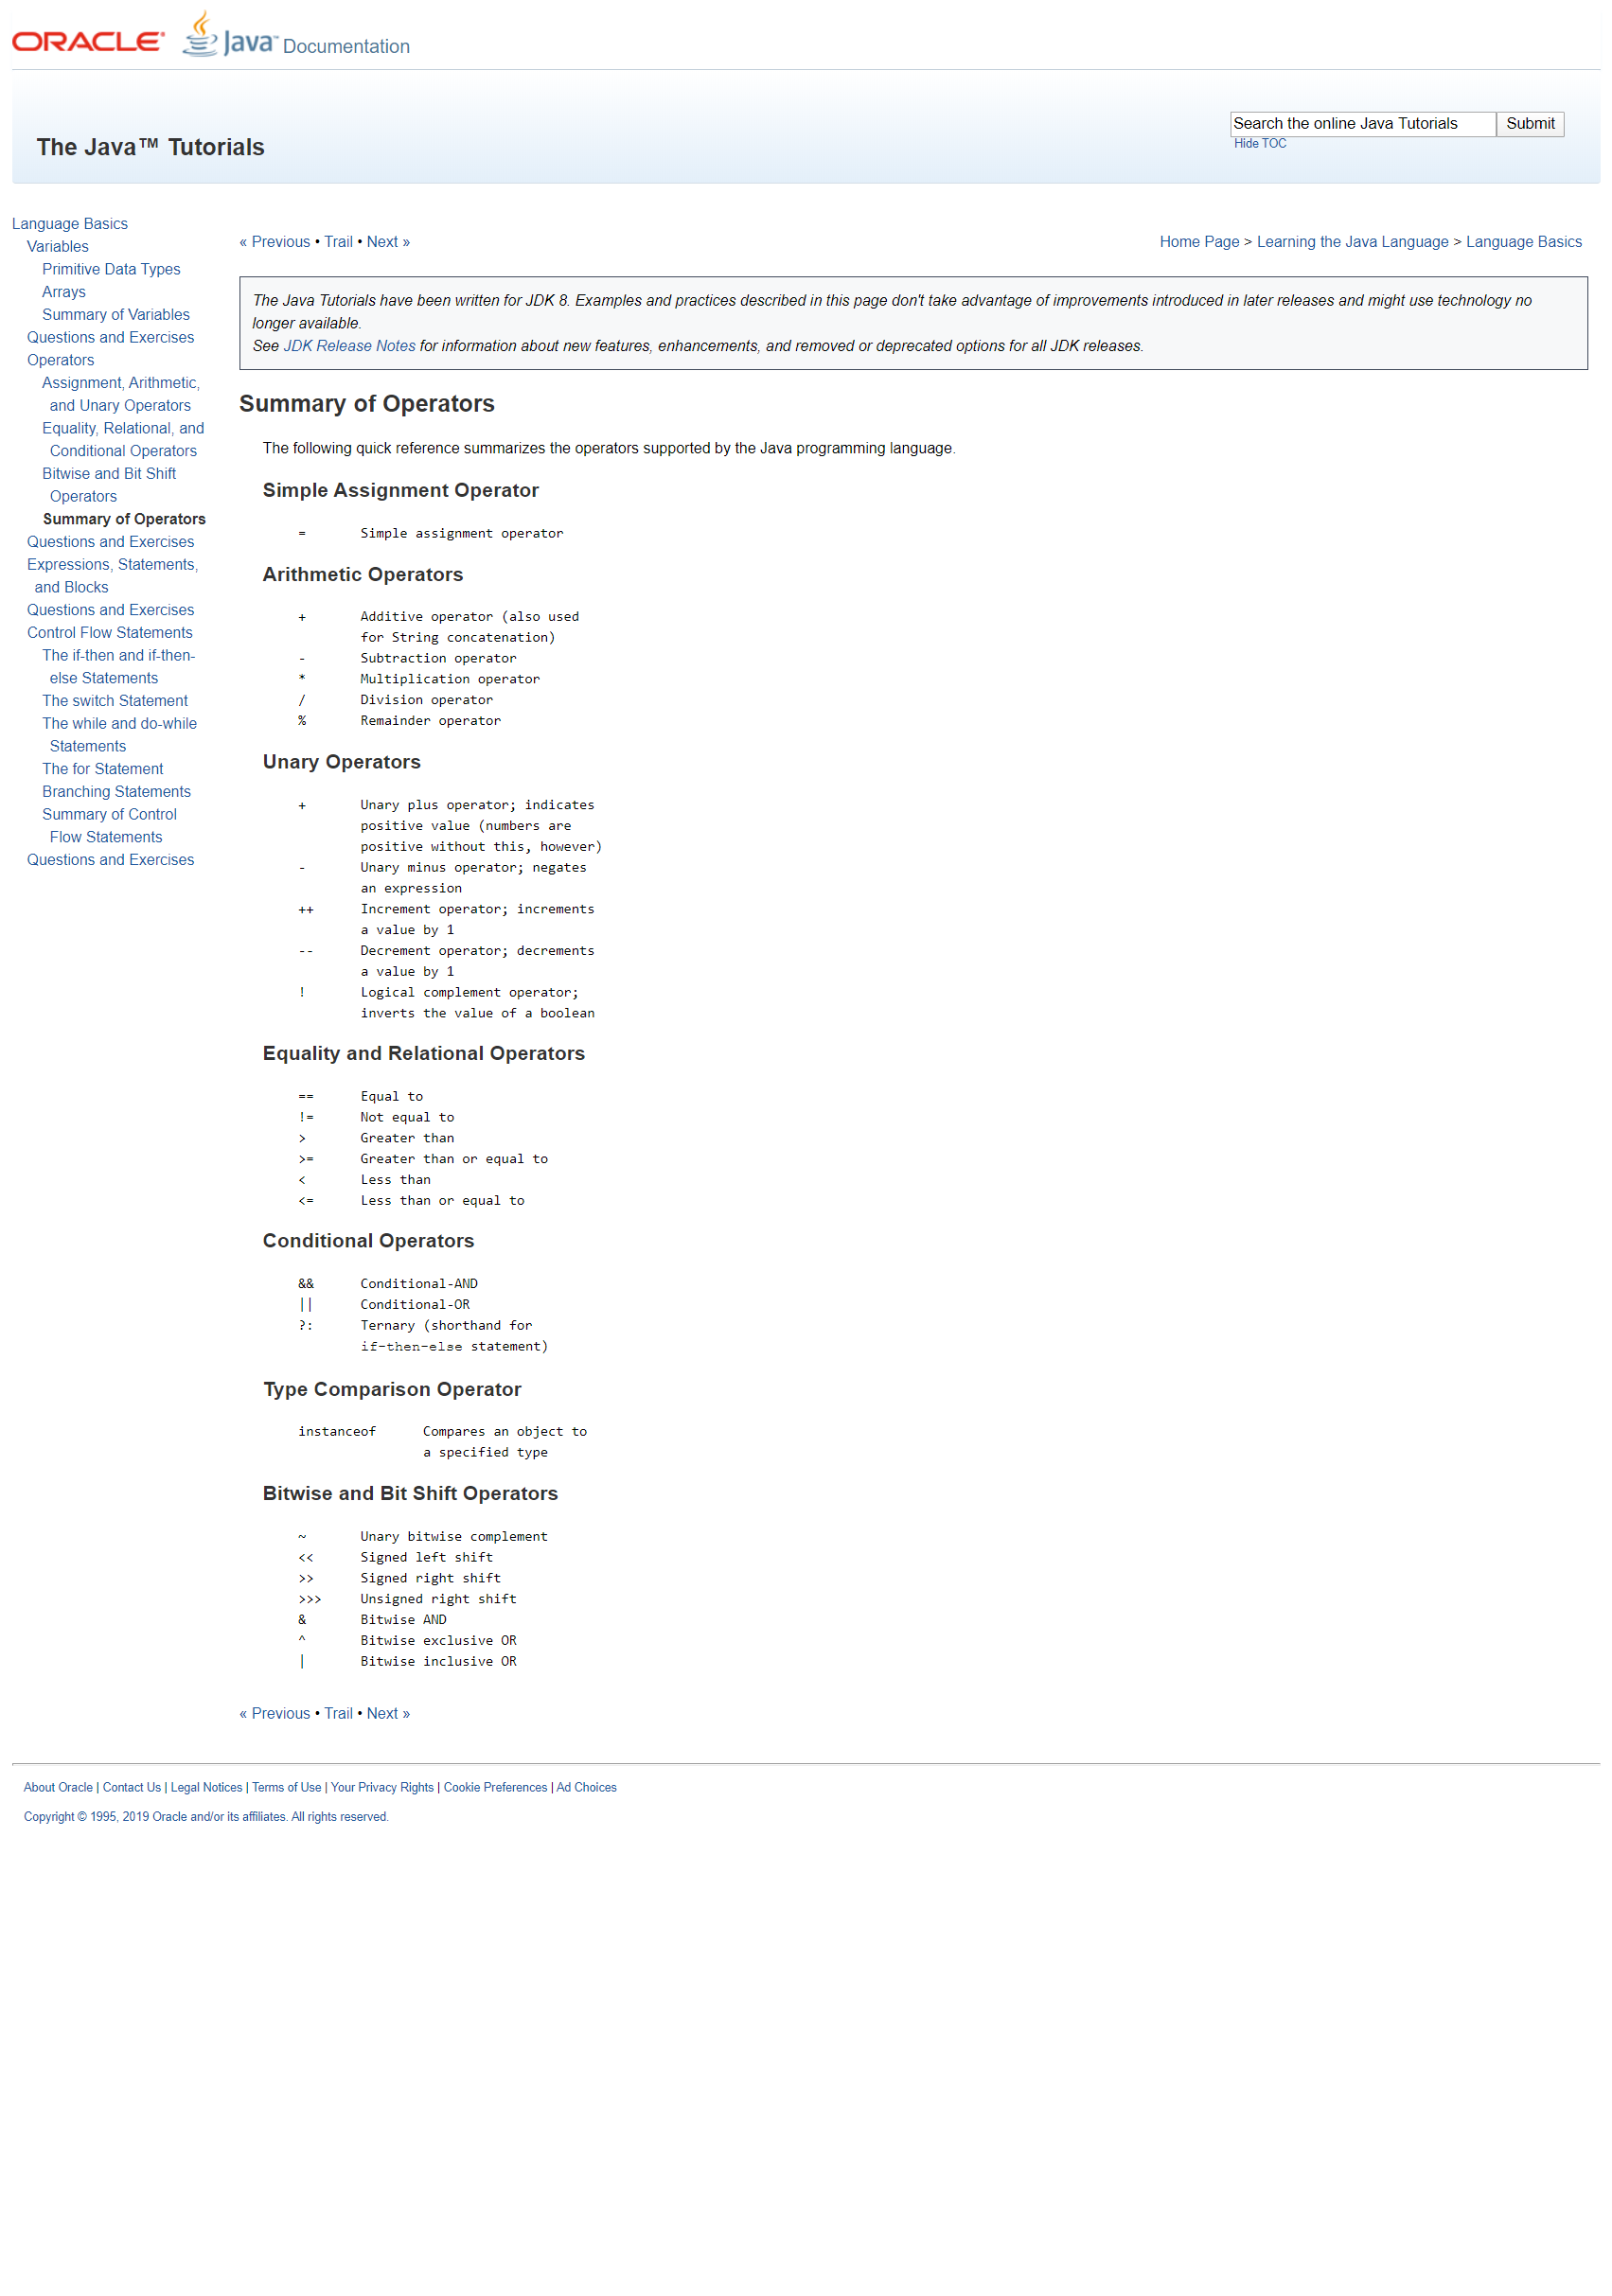 ORACLE® Java™ Documentation
The Java™ Tutorials
Search the online Java Tutorials Submit
Hide TOC
Language Basics
Variables
Primitive Data Types
Arrays
Summary of Variables
Questions and Exercises
Operators
Assignment, Arithmetic,
and Unary Operators
Equality, Relational, and
Conditional Operators
Bitwise and Bit Shift
Operators
Summary of Operators
Questions and Exercises
Expressions, Statements,
and Blocks
Questions and Exercises
Control Flow Statements
The if-then and if-then-
else Statements
The switch Statement
The while and do-while
Statements
The for Statement
Branching Statements
Summary of Control
Flow Statements
Questions and Exercises
« Previous • Trail • Next » Home Page > Learning the Java Language > Language Basics
The Java Tutorials have been written for JDK 8. Examples and practices described in this page don't take advantage of improvements introduced in later releases and might use technology no
longer available.
See JDK Release Notes for information about new features, enhancements, and removed or deprecated options for all JDK releases.
Summary of Operators
The following quick reference summarizes the operators supported by the Java programming language.
Simple Assignment Operator
= Simple assignment operator
Arithmetic Operators
+ Additive operator (also used
for String concatenation)
- Subtraction operator
* Multiplication operator
/ Division operator
% Remainder operator
Unary Operators
+ Unary plus operator; indicates
positive value (numbers are
positive without this, however)
- Unary minus operator; negates
an expression
++ Increment operator; increments
a value by 1
-- Decrement operator; decrements
a value by 1
! Logical complement operator;
inverts the value of a boolean
Equality and Relational Operators
== Equal to
!= Not equal to
> Greater than
>= Greater than or equal to
< Less than
<= Less than or equal to
Conditional Operators
&& Conditional-AND
|| Conditional-OR
?: Ternary (shorthand for
if-then-else statement)
Type Comparison Operator
instanceof Compares an object to
a specified type
Bitwise and Bit Shift Operators
~ Unary bitwise complement
<< Signed left shift
>> Signed right shift
>>> Unsigned right shift
& Bitwise AND
^ Bitwise exclusive OR
| Bitwise inclusive OR
« Previous • Trail • Next »
About Oracle | Contact Us | Legal Notices | Terms of Use | Your Privacy Rights | Cookie Preferences | Ad Choices
Copyright © 1995, 2019 Oracle and/or its affiliates. All rights reserved.